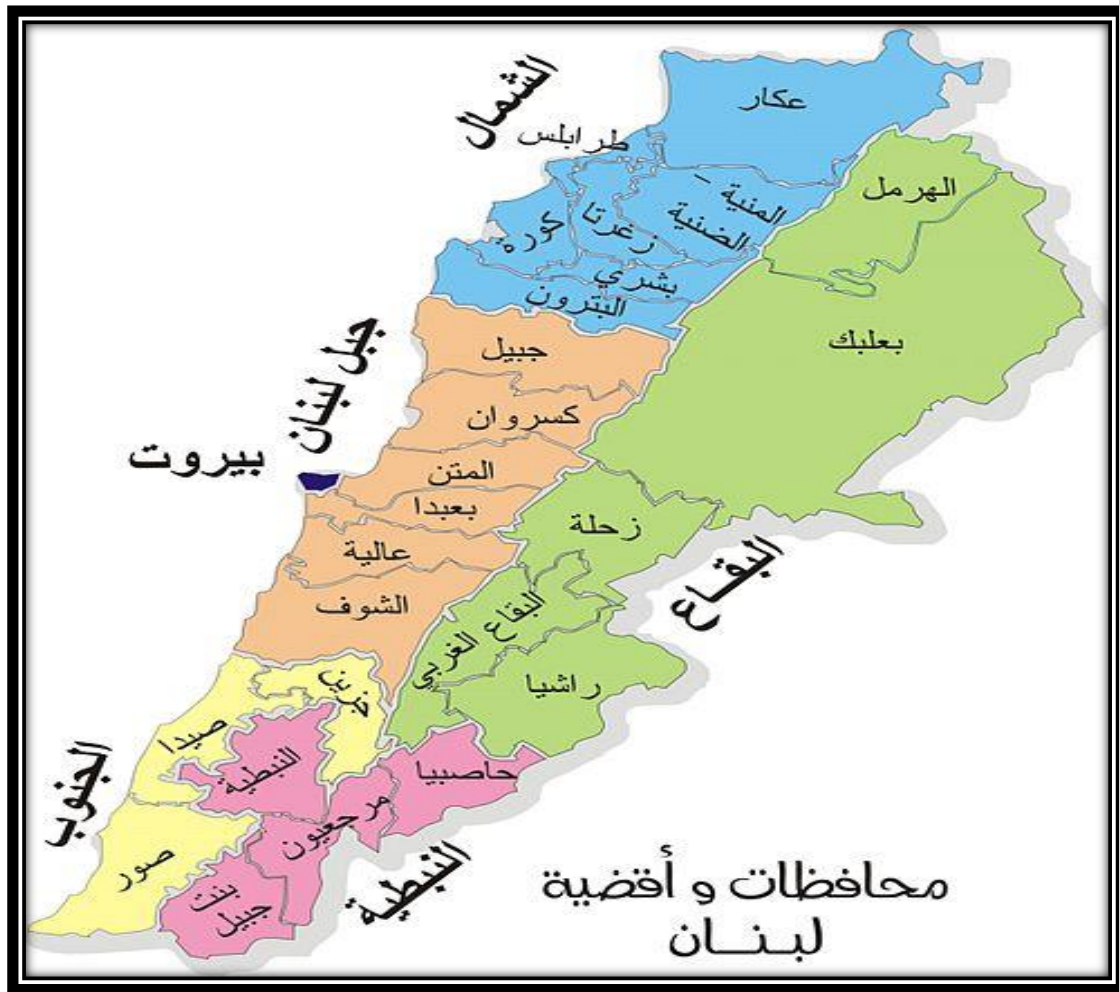 عكار
الشمال
طرابلس
الهرمل
المنية -
الضنية
زغرتا
كورة
بشري
البترون
بعلبك
جبيل
جبل لبنان
كسروان
بيروت
المتن
بعبدا
زحلة
عالية
البقاع
الشوف
البقاع الغربي
راشيا
جزين
صيدا
النبطية
حاصبيا
الجنوب
مرجعيون
صور
النبطية
بنت
جبيل
محافظات و أقضية
لبنان